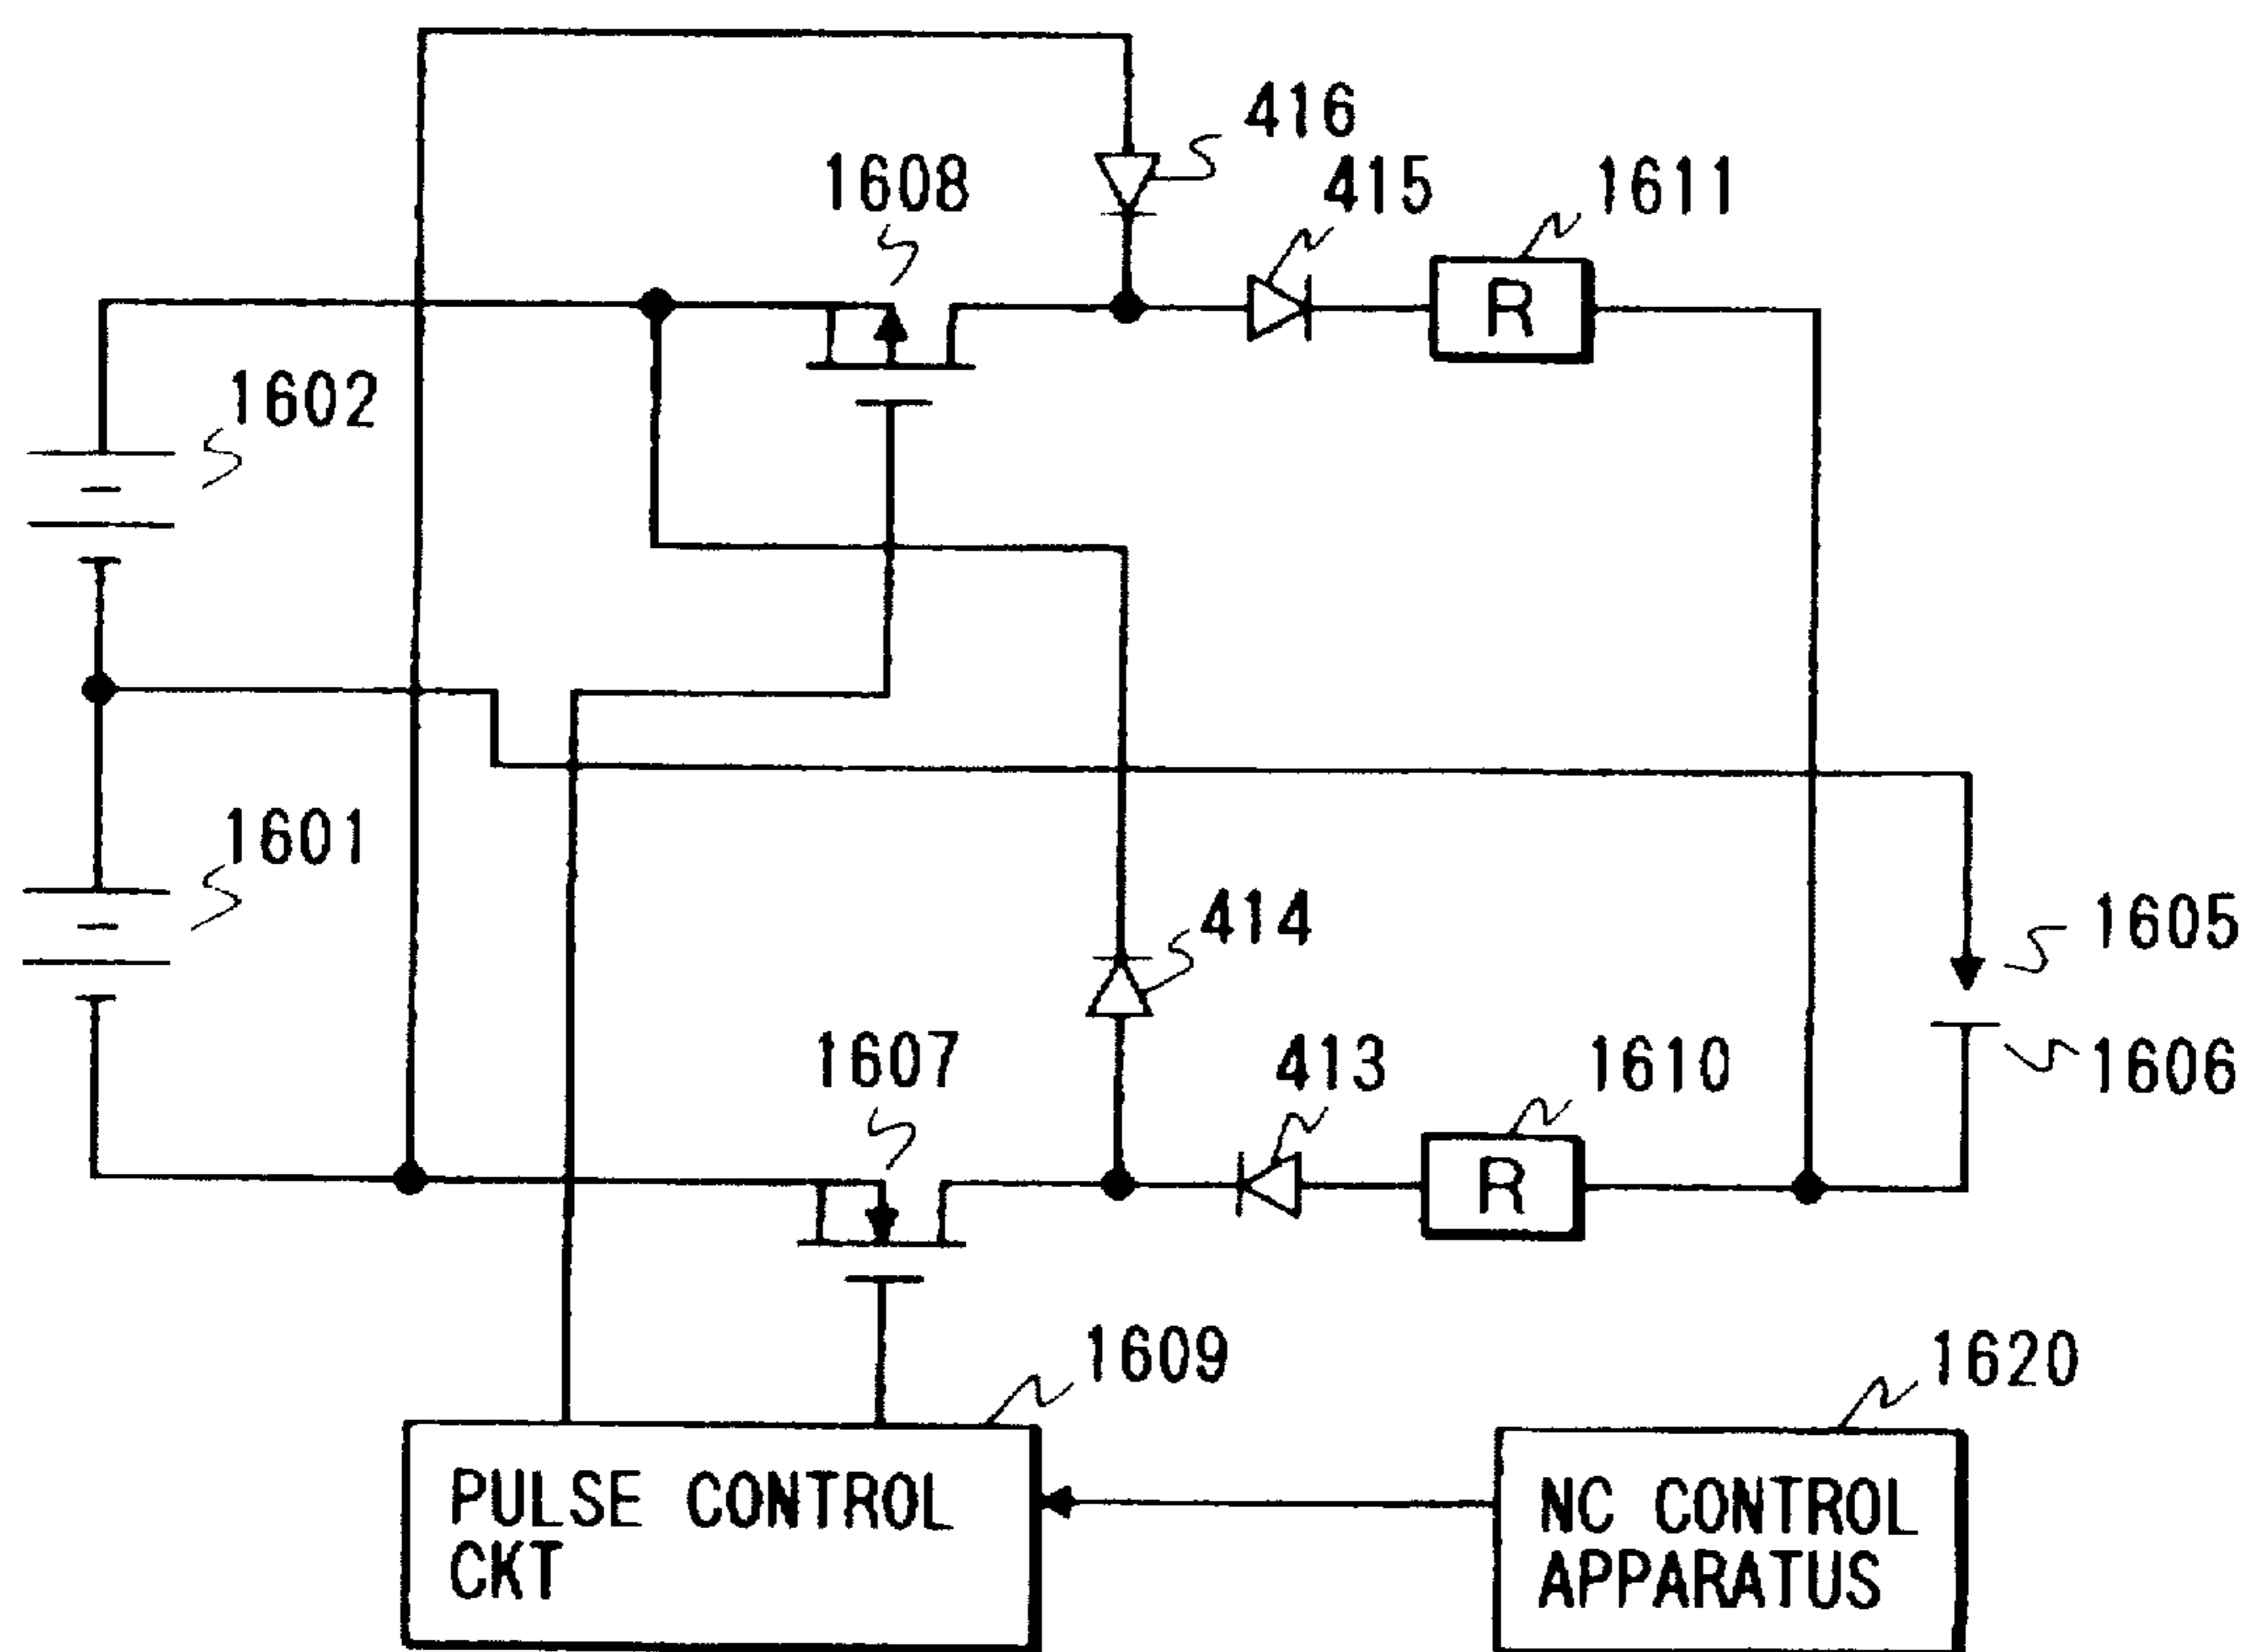 416
1608
415
1611
R
1602
1601
414
1605
1607
413
1610
1606
R
1609
1620
PULSE CONTROL
CKT
NC CONTROL
APPARATUS